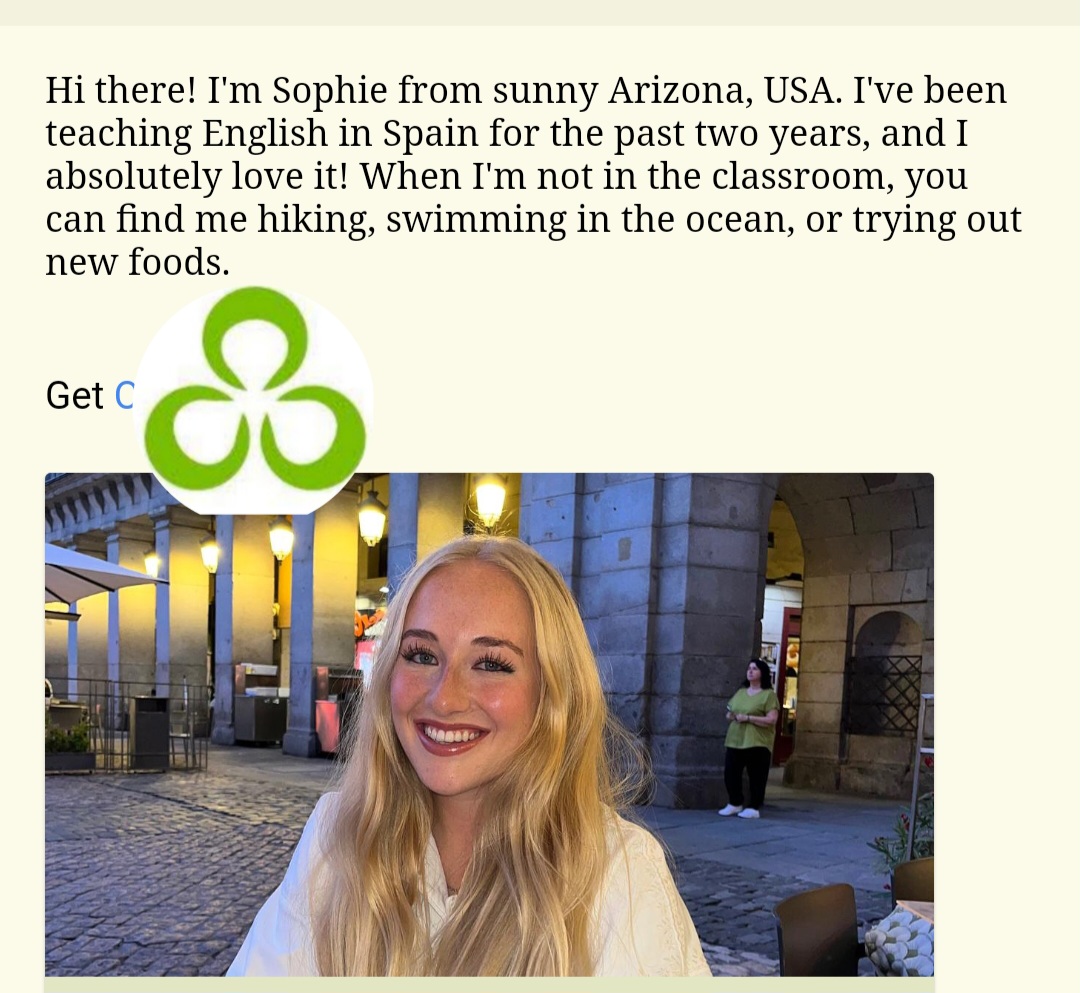 Hi there! I'm Sophie from sunny Arizona, USA. I've been
teaching English in Spain for the past two years, and I
absolutely love it! When I'm not in the classroom, you
can find me hiking, swimming in the ocean, or trying out
new foods.
Get